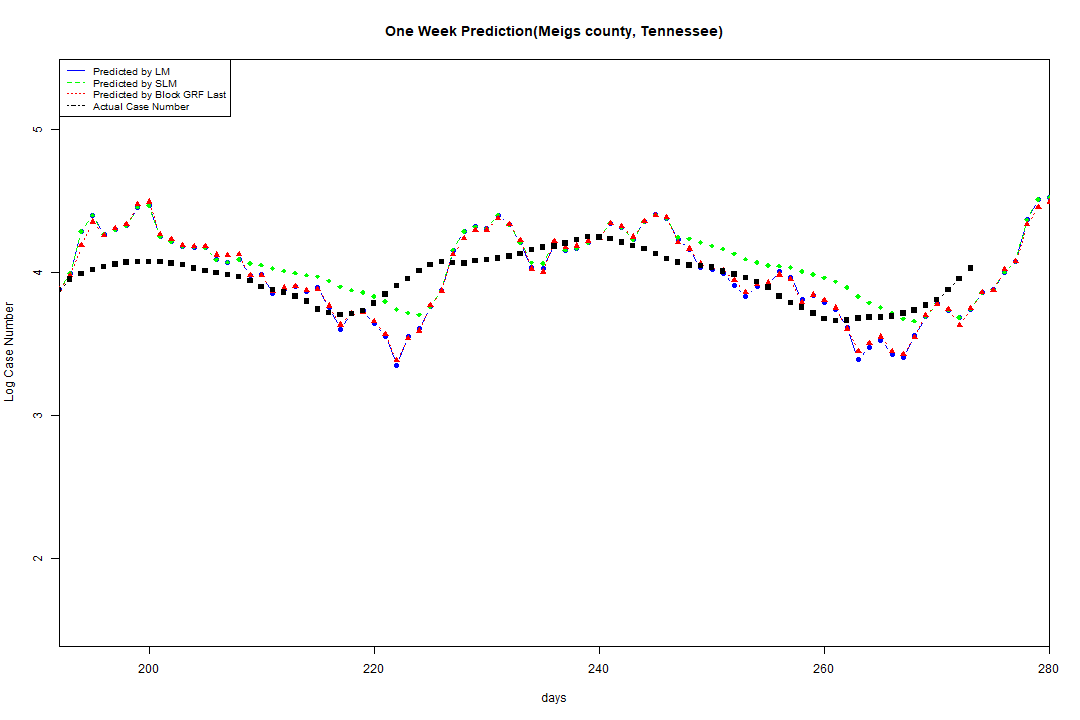 One Week Prediction(Meigs county, Tennessee)
Predicted by LM
Predicted by SLM
Predicted by Block GRF Last
Actual Case Number
5
4
3
2
Log Case Number
200 220 240 260 280
days